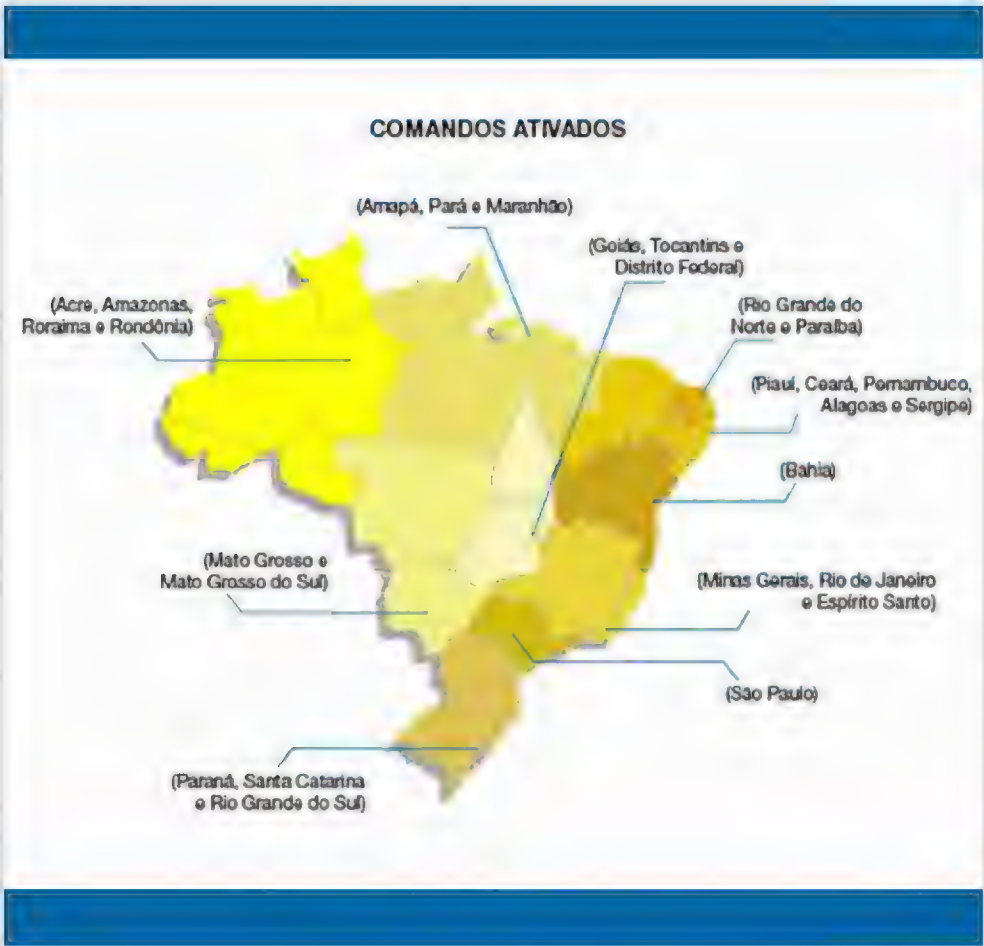 COMANDOS ATIVADOS
(Amapá, Pará e Maranhão)
(Goiás, Tocantins e
Distrito Federal)
(Acre, Amazonas,
Roraima e Rondônia)
(Rio Grande do
Norte e Paraíba)
(Piauí, Ceará, Pernambuco,
Alagoas e Sergipe)
(Bahia)
(Mato Grosso e
Mato Grosso do Sul)
(Minas Gerais, Rio de Janeiro
e Espírito Santo)
(São Paulo)
(Paraná, Santa Catarina
e Rio Grande do Sul)